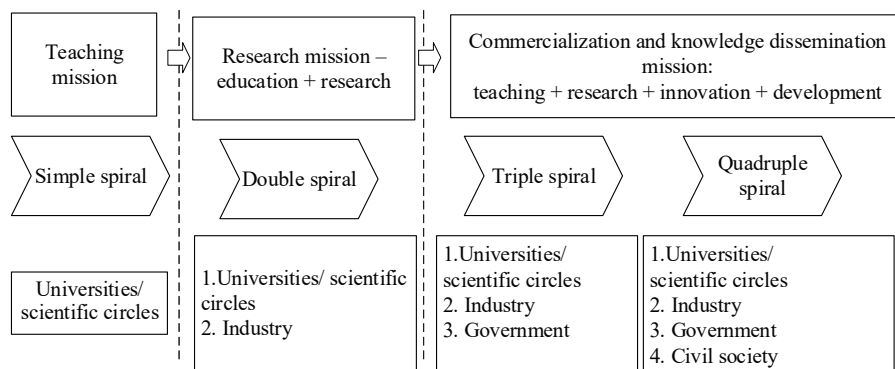 Teaching
mission
Research mission –
education + research
Commercialization and knowledge dissemination
mission:
teaching + research + innovation + development
Simple spiral
Double spiral
Triple spiral
Quadruple
spiral
Universities/
scientific circles
1.Universities/ scientific
circles
2. Industry
1.Universities/
scientific circles
2. Industry
3. Government
1.Universities/
scientific circles
2. Industry
3. Government
4. Civil society